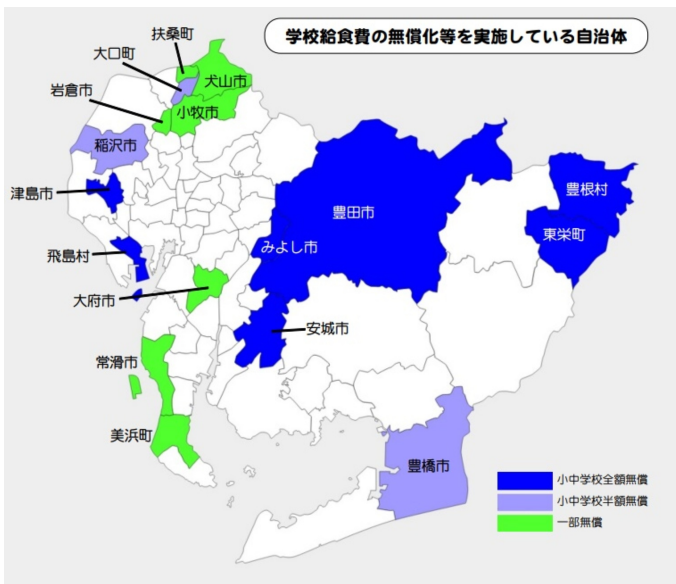 学校給食費の無償化等を実施している自治体
扶桑町
大口町
岩倉市
犬山市
小牧市
稲沢市
津島市
飛島村
大府市
常滑市
美浜町
豊田市
みよし市
安城市
豊根村
東栄町
豊橋市
小中学校全額無償
小中学校半額無償
一部無償